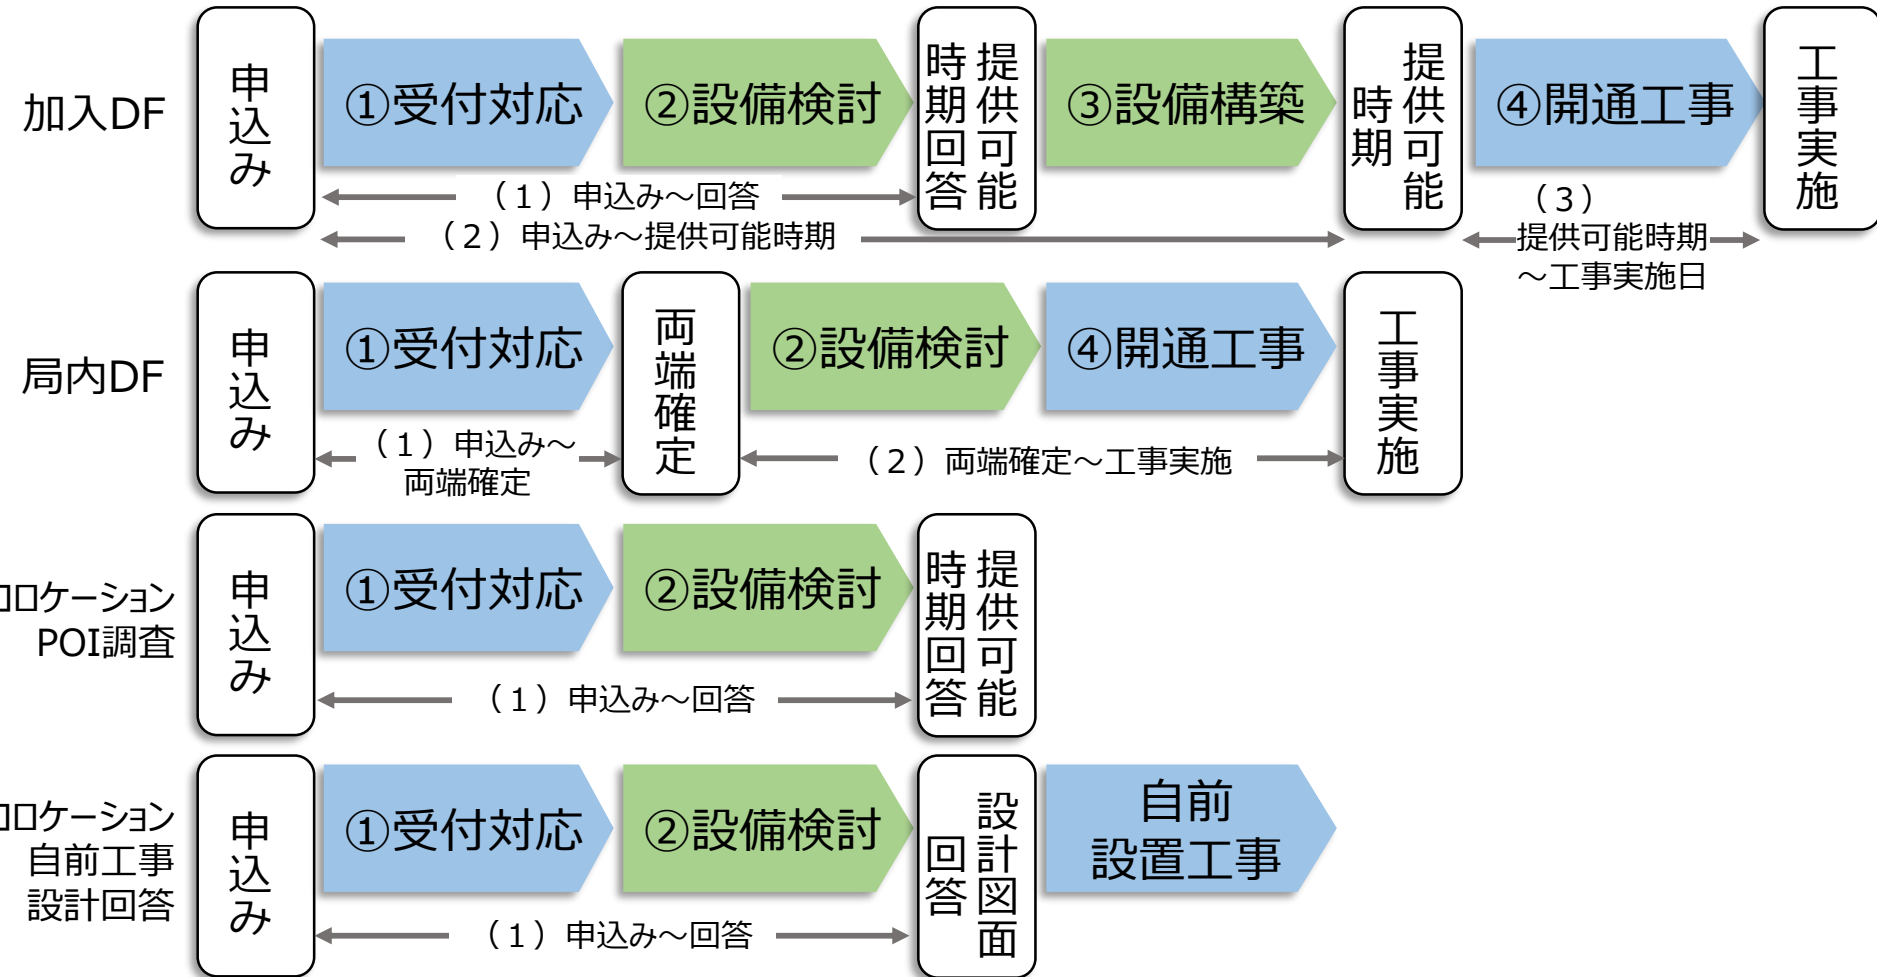 加入DF
申込み
①受付対応
②設備検討
提供可能
時期回答
③設備構築
提供可能
時期
④開通工事
工事実施
（１）申込み～回答
（２）申込み～提供可能時期
（３）
提供可能時期
～工事実施日
局内DF
申込み
①受付対応
両端確定
②設備検討
④開通工事
工事実施
（１）申込み～
両端確定
（２）両端確定～工事実施
コロケーション
POI調査
申込み
①受付対応
②設備検討
提供可能
時期回答
（１）申込み～回答
コロケーション
自前工事
設計回答
申込み
①受付対応
②設備検討
設計図面
回答
自前
設置工事
（１）申込み～回答